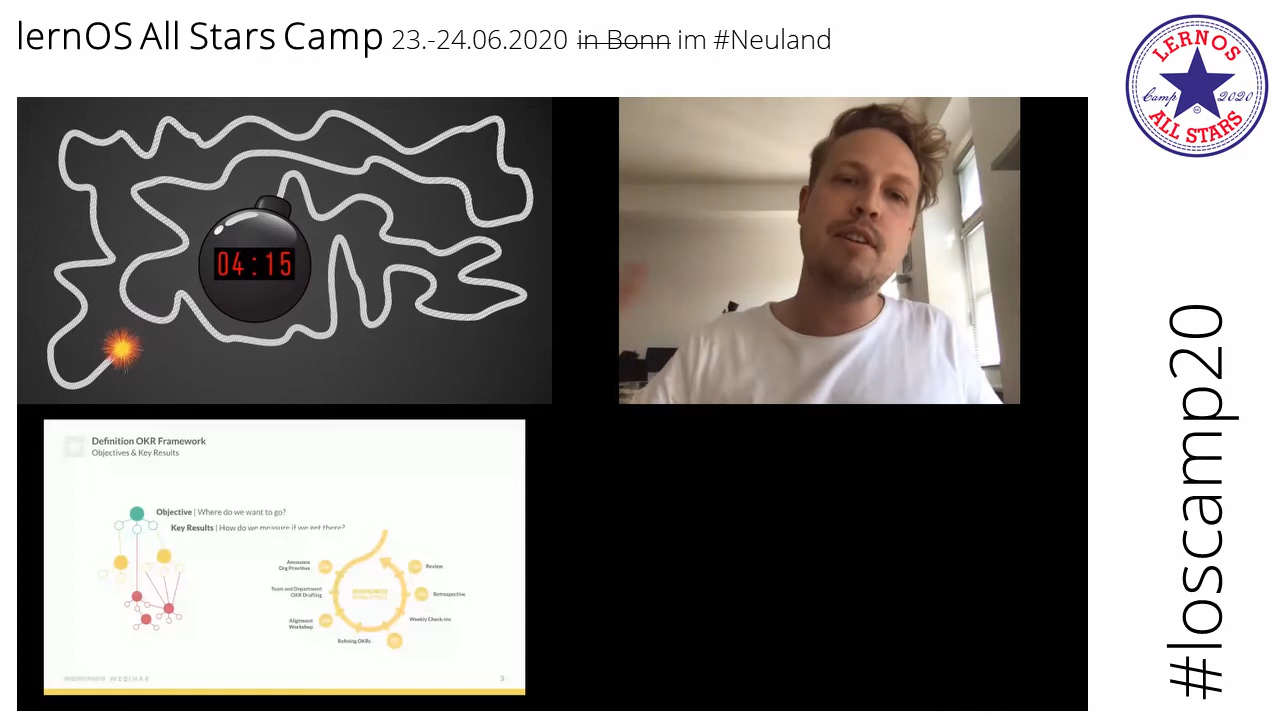 lernOS All Stars Camp 23.-24.06.2020 in Bonn im #Neuland
LERNOS
Camp 2020
ALL STARS
04:15
Definition OKR Framework
Objectives & Key Results
Objective | Where do we want to go?
Key Results | How do we measure if we get there?
Announce
Org Priorities
Review
Team and Department
OKR Drafting
Retrospective
Alignment
Workshop
Weekly Check-ins
Refining OKRs
WEBINAR
3
#loscamp20